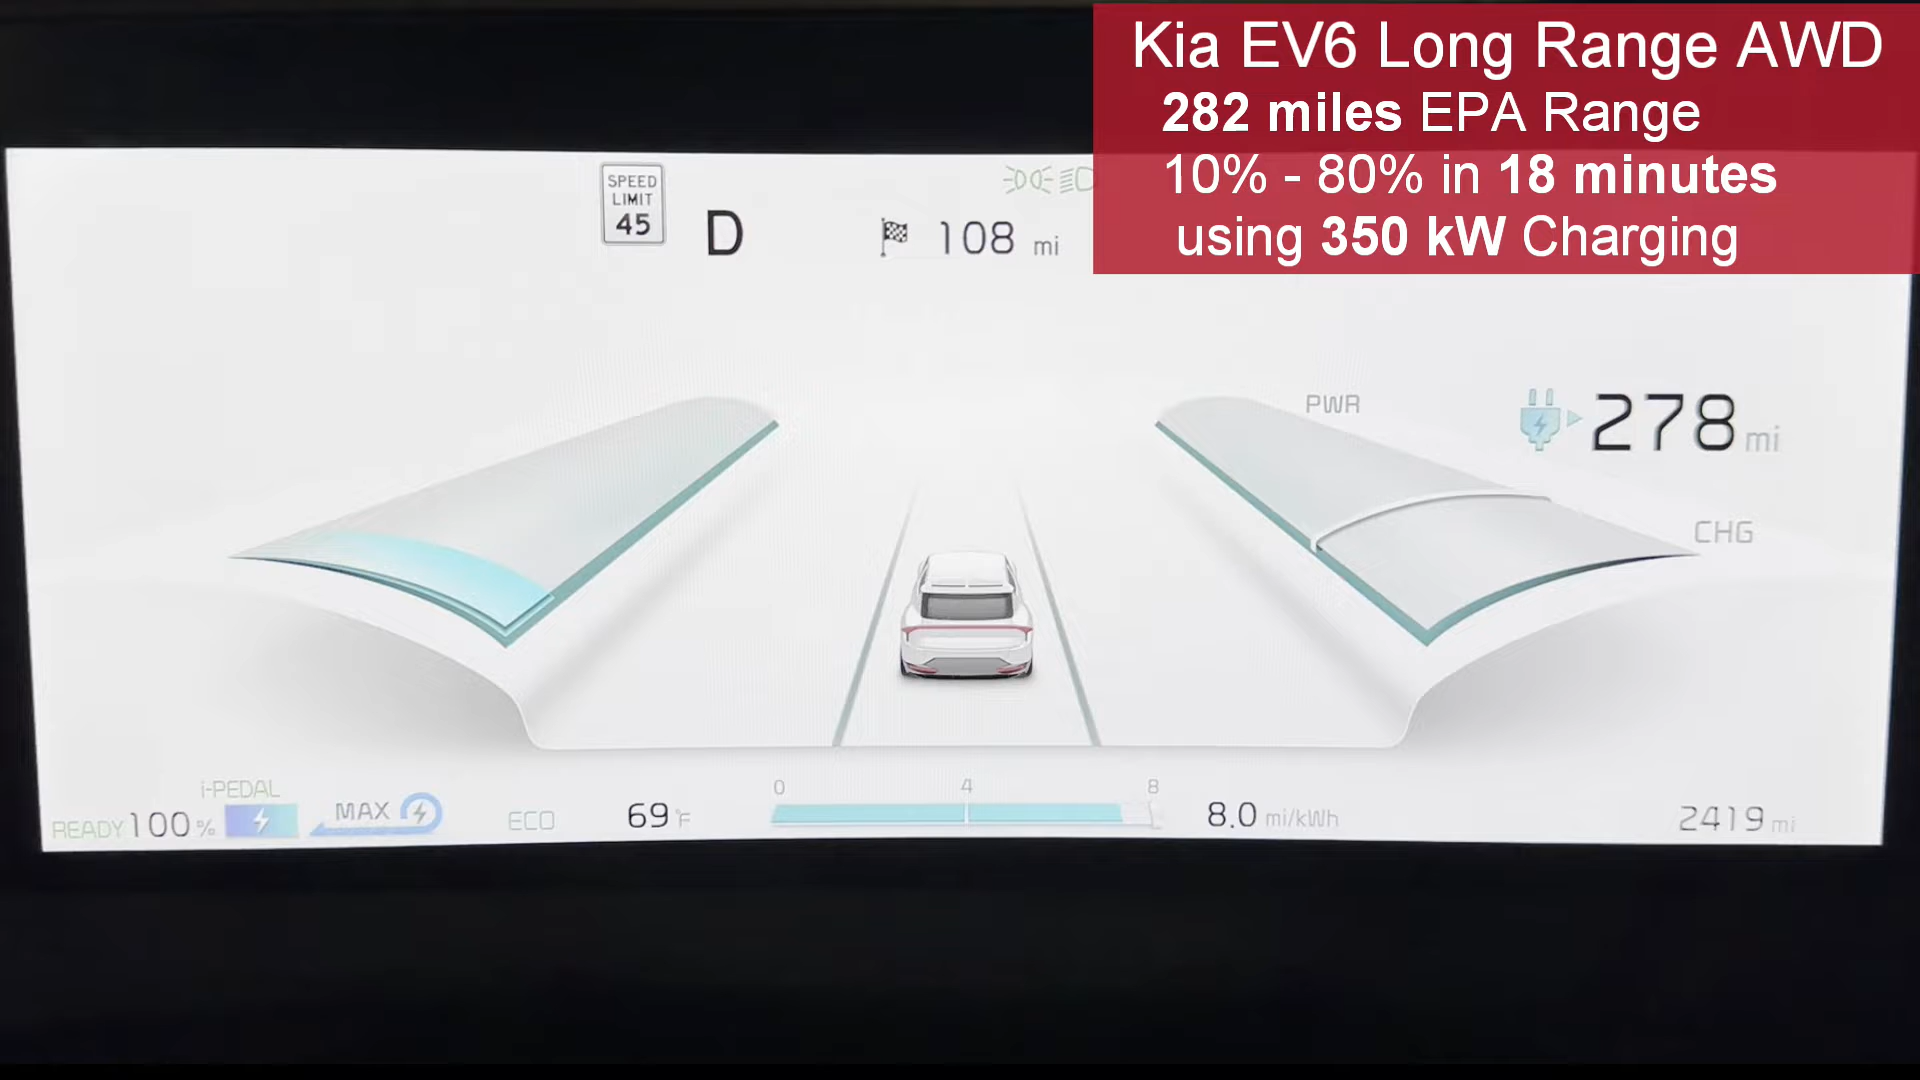 Kia EV6 Long Range AWD
282 miles EPA Range
10% - 80% in 18 minutes
using 350 kW Charging
SPEED
LIMIT
45
D
108 mi
PWR
278 mi
CHG
i-PEDAL
READY 100 %
MAX
ECO
69 °F
0 4 8
8.0 mi/kWh
2419 mi